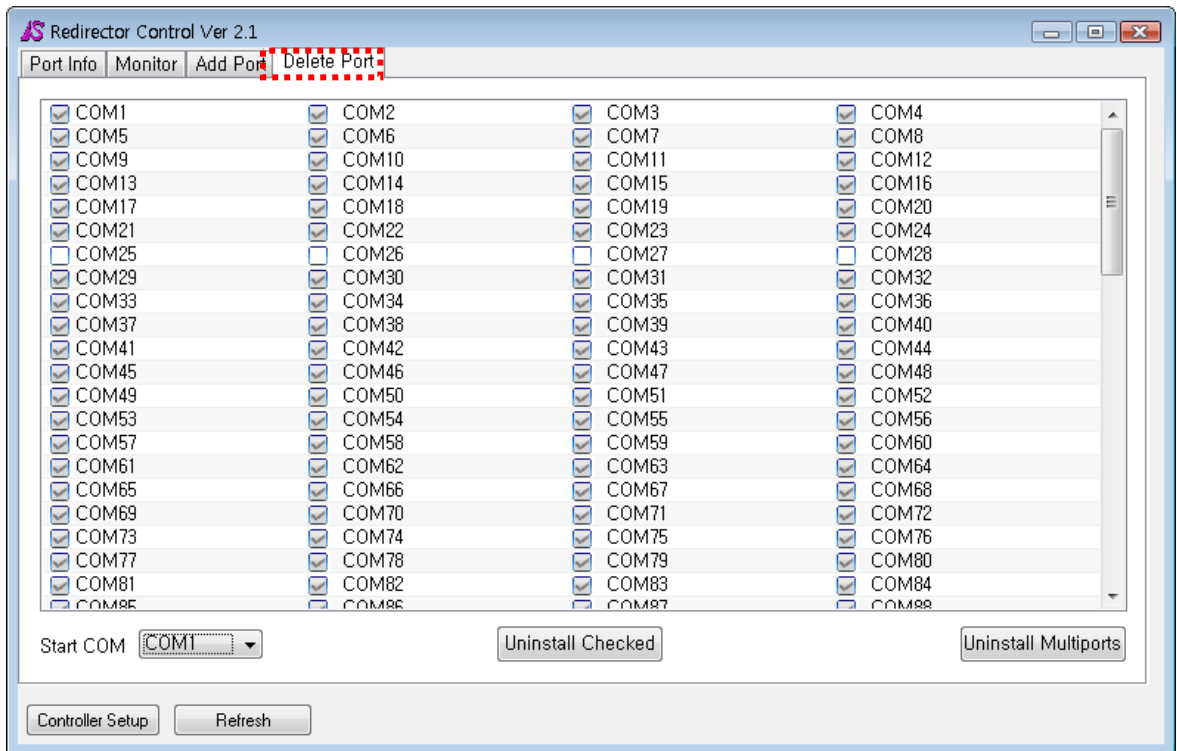 Redirector Control Ver 2.1
Port Info Monitor Add Port Delete Port
COM1 COM2 COM3 COM4
COM5 COM6 COM7 COM8
COM9 COM10 COM11 COM12
COM13 COM14 COM15 COM16
COM17 COM18 COM19 COM20
COM21 COM22 COM23 COM24
COM25 COM26 COM27 COM28
COM29 COM30 COM31 COM32
COM33 COM34 COM35 COM36
COM37 COM38 COM39 COM40
COM41 COM42 COM43 COM44
COM45 COM46 COM47 COM48
COM49 COM50 COM51 COM52
COM53 COM54 COM55 COM56
COM57 COM58 COM59 COM60
COM61 COM62 COM63 COM64
COM65 COM66 COM67 COM68
COM69 COM70 COM71 COM72
COM73 COM74 COM75 COM76
COM77 COM78 COM79 COM80
COM81 COM82 COM83 COM84
COM85 COM86 COM87 COM88
Start COM COM1 Uninstall Checked Uninstall Multiports
Controller Setup Refresh